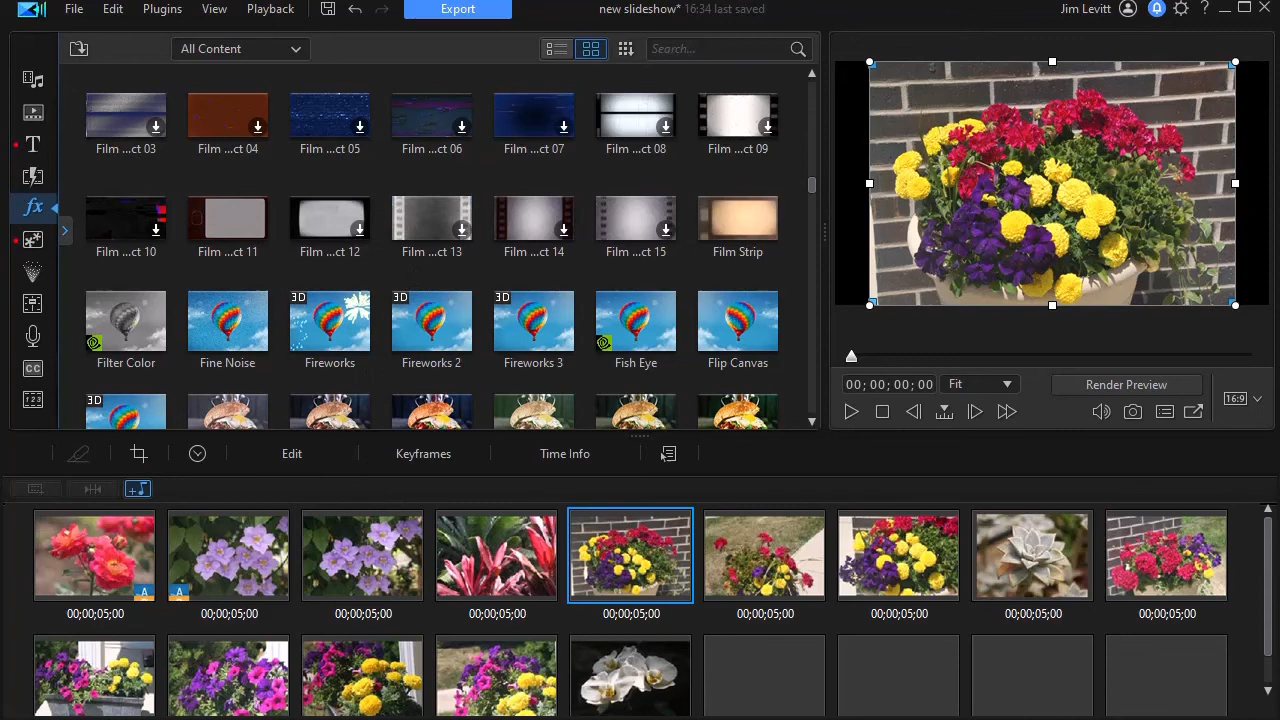 File Edit Plugins View Playback Export new slideshow* 16:34 last saved Jim Levitt
All Content Search...
Film ...ct 03 Film ...ct 04 Film ...ct 05 Film ...ct 06 Film ...ct 07 Film ...ct 08 Film ...ct 09
Film ...ct 10 Film ...ct 11 Film ...ct 12 Film ...ct 13 Film ...ct 14 Film ...ct 15 Film Strip
3D 3D 3D
Filter Color Fine Noise Fireworks Fireworks 2 Fireworks 3 Fish Eye Flip Canvas
3D
T
fx
CC
123
00; 00; 00; 00 Fit Render Preview
16:9
Edit Keyframes Time Info
A A
00;00;05;00 00;00;05;00 00;00;05;00 00;00;05;00 00;00;05;00 00;00;05;00 00;00;05;00 00;00;05;00 00;00;05;00